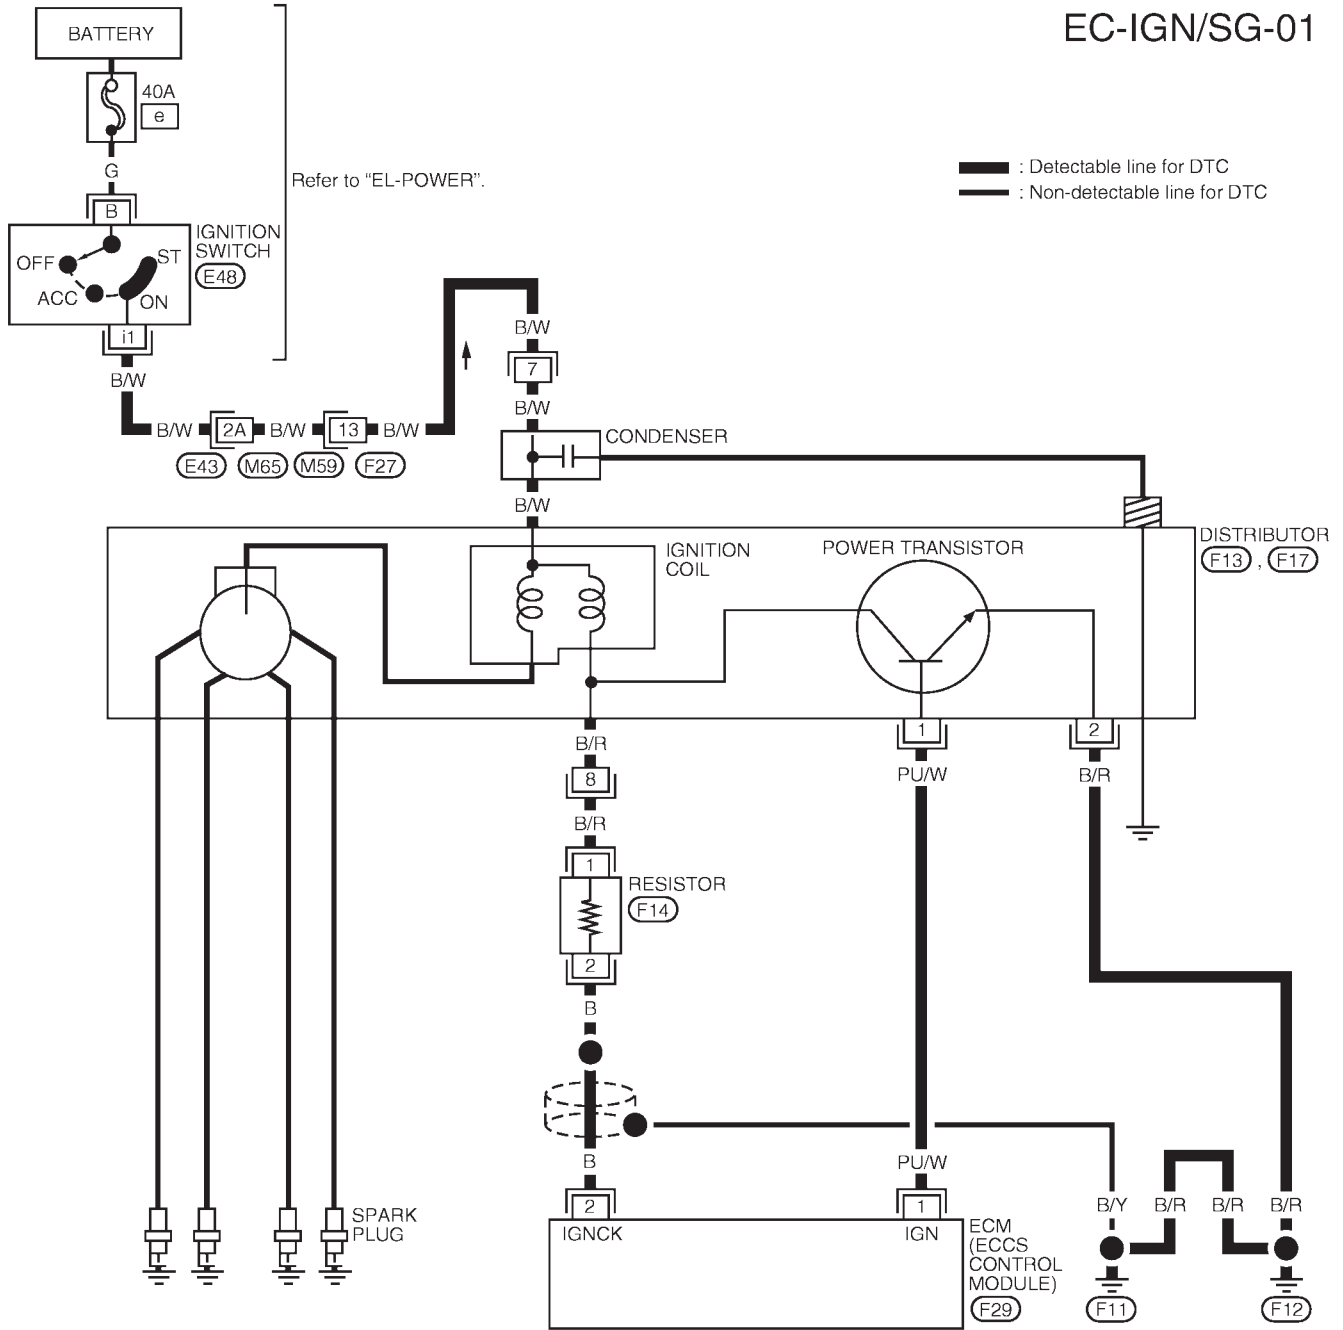 EC-IGN/SG-01
BATTERY
40A
e
G
Refer to “EL-POWER”.
: Detectable line for DTC
: Non-detectable line for DTC
B
IGNITION
SWITCH
E48
OFF
ST
ACC
ON
i1
B/W
B/W
7
B/W
B/W
2A
B/W
13
B/W
E43
M65
M59
F27
CONDENSER
B/W
DISTRIBUTOR
F13 , F17
IGNITION
COIL
POWER TRANSISTOR
1
2
B/R
PU/W
B/R
8
B/R
1
RESISTOR
F14
2
B
B
PU/W
2
1
IGNCK
IGN
ECM
(ECCS
CONTROL
MODULE)
F29
SPARK
PLUG
B/Y
B/R
B/R
B/R
F11
F12